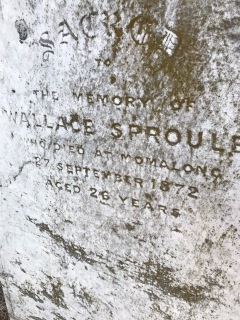 SACRED
TO
THE MEMORY OF
WALLACE SPROULE
WHO DIED AT MOMALONG
27 SEPTEMBER 1872
AGED 26 YEARS